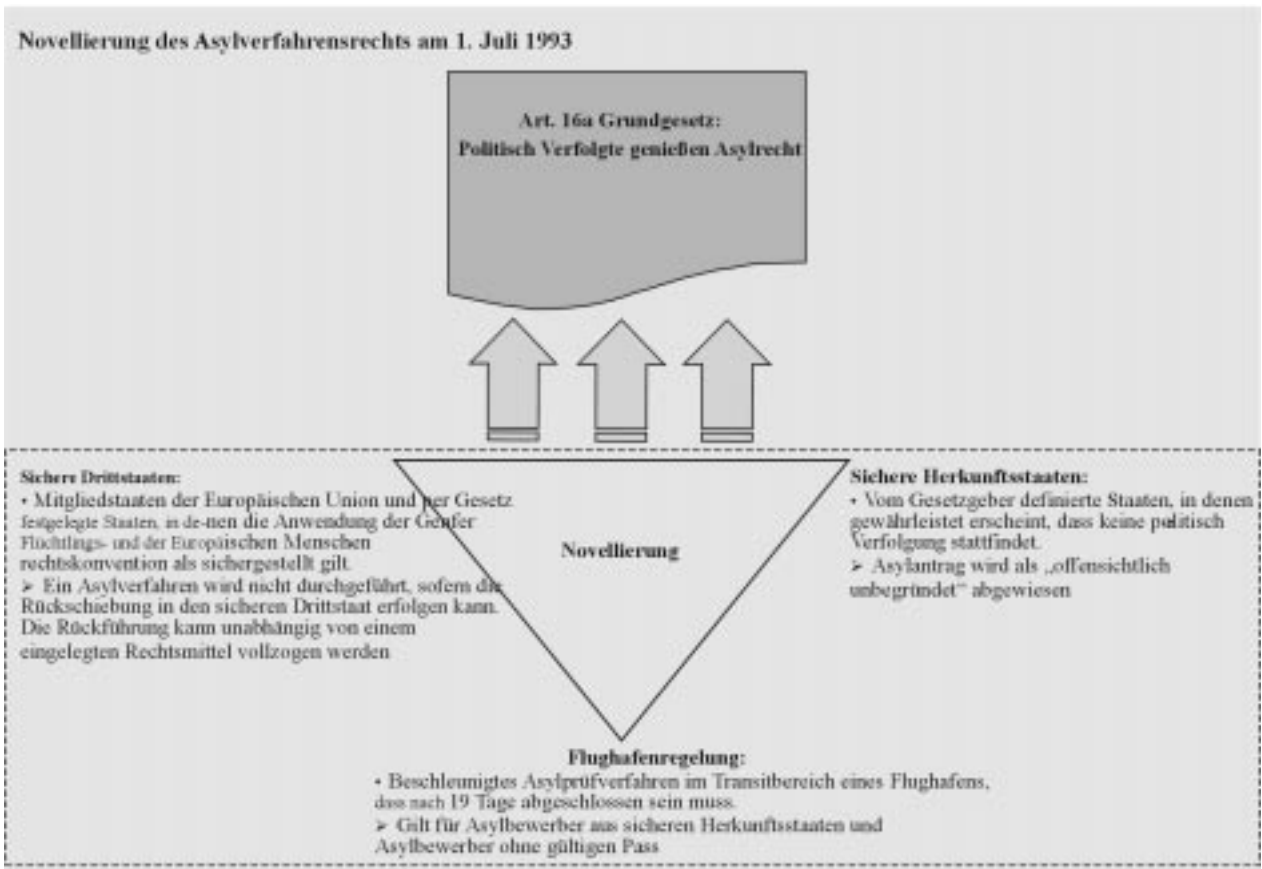 Novellierung des Asylverfahrensrechts am 1. Juli 1993
Art. 16a Grundgesetz:
Politisch Verfolgte genießen Asylrecht
Sichere Drittstaaten:
• Mitgliedstaaten der Europäischen Union und per Gesetz
festgelegte Staaten, in de-nen die Anwendung der Genfer
Flüchtlings- und der Europäischen Menschen
rechtskonvention als sichergestellt gilt.
➢ Ein Asylverfahren wird nicht durchgeführt, sofern die
Rückschiebung in den sicheren Drittstaat erfolgen kann.
Die Rückführung kann unabhängig von einem
eingelegten Rechtsmittel vollzogen werden
Novellierung
Sichere Herkunftsstaaten:
• Vom Gesetzgeber definierte Staaten, in denen
gewährleistet erscheint, dass keine politisch
Verfolgung stattfindet.
➢ Asylantrag wird als „offensichtlich
unbegründet“ abgewiesen
Flughafenregelung:
• Beschleunigtes Asylprüfverfahren im Transitbereich eines Flughafens,
dass nach 19 Tage abgeschlossen sein muss.
➢ Gilt für Asylbewerber aus sicheren Herkunftsstaaten und
Asylbewerber ohne gültigen Pass